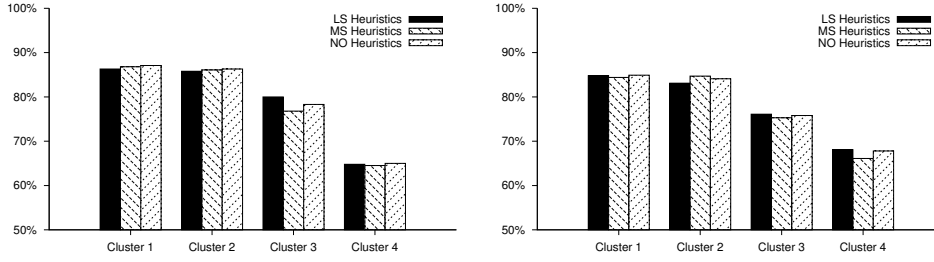 100%
90%
80%
70%
60%
50%
LS Heuristics
MS Heuristics
NO Heuristics
Cluster 1 Cluster 2 Cluster 3 Cluster 4
100%
90%
80%
70%
60%
50%
LS Heuristics
MS Heuristics
NO Heuristics
Cluster 1 Cluster 2 Cluster 3 Cluster 4